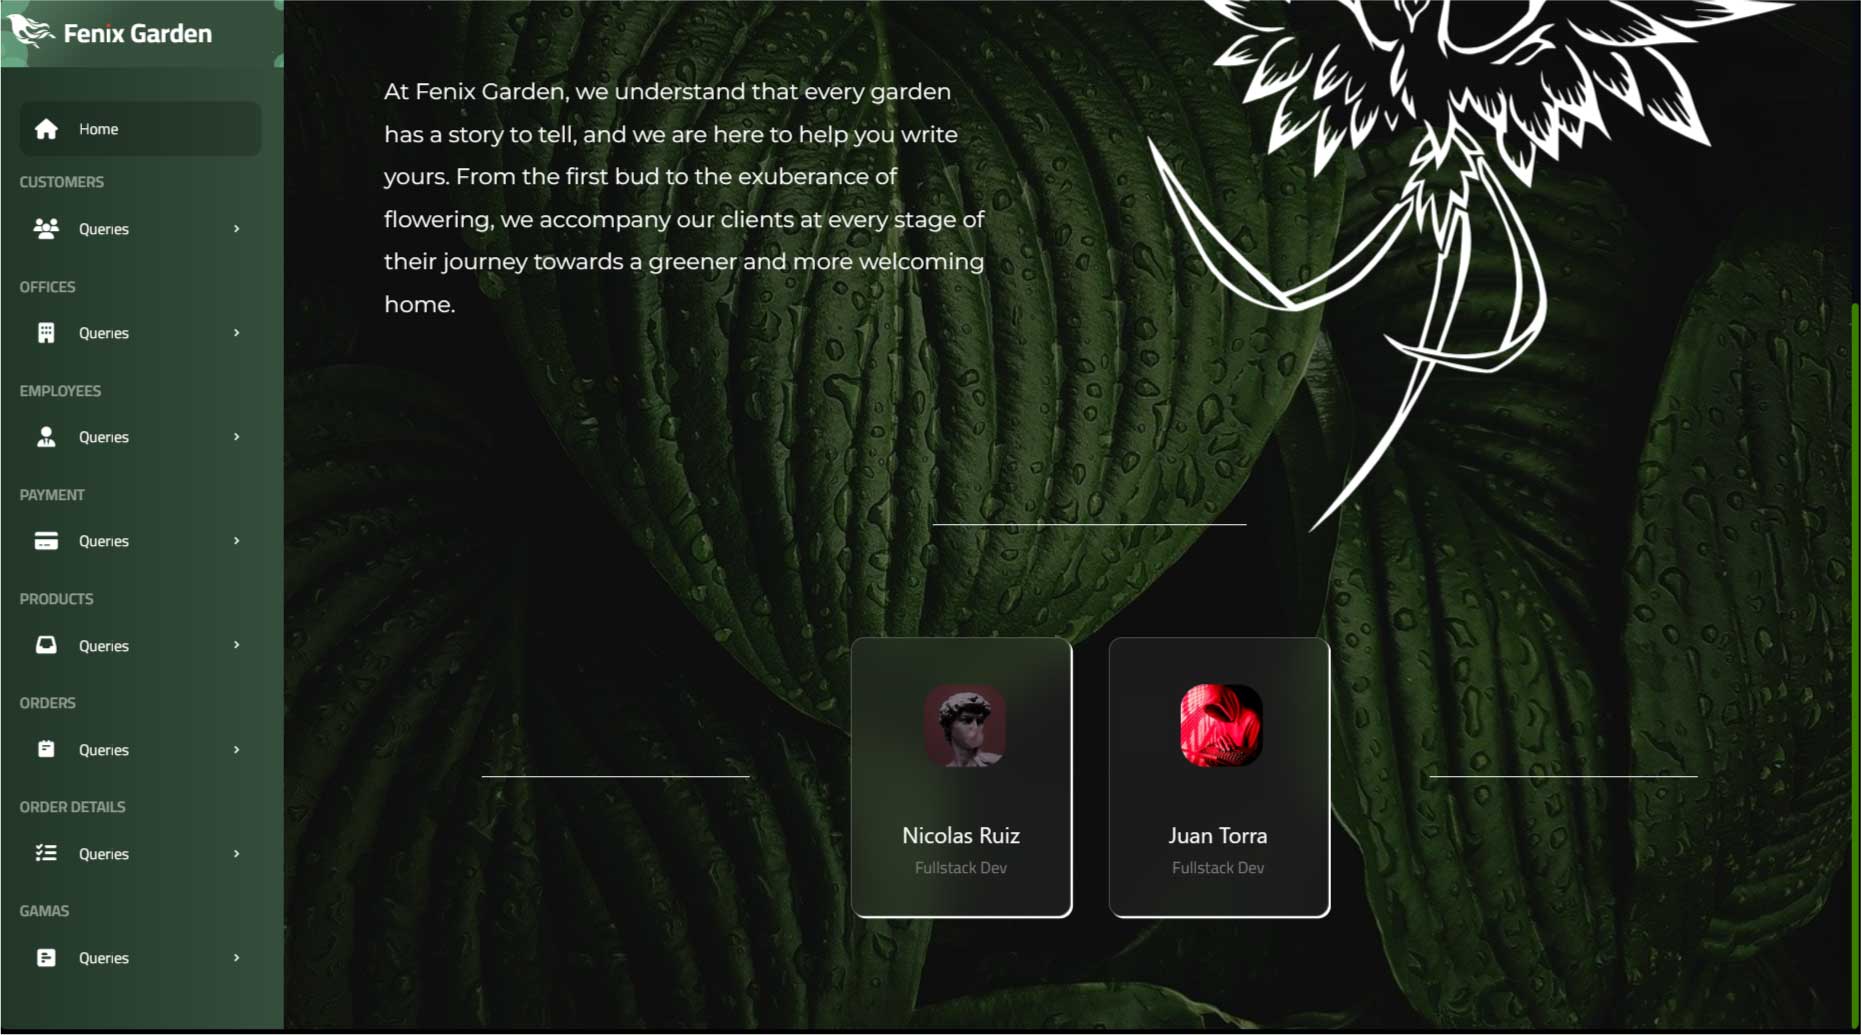 Fenix Garden
Home
CUSTOMERS
Queries
OFFICES
Queries
EMPLOYEES
Queries
PAYMENT
Queries
PRODUCTS
Queries
ORDERS
Queries
ORDER DETAILS
Queries
GAMAS
Queries
At Fenix Garden, we understand that every garden
has a story to tell, and we are here to help you write
yours. From the first bud to the exuberance of
flowering, we accompany our clients at every stage of
their journey towards a greener and more welcoming
home.
Nicolas Ruiz
Fullstack Dev
Juan Torra
Fullstack Dev